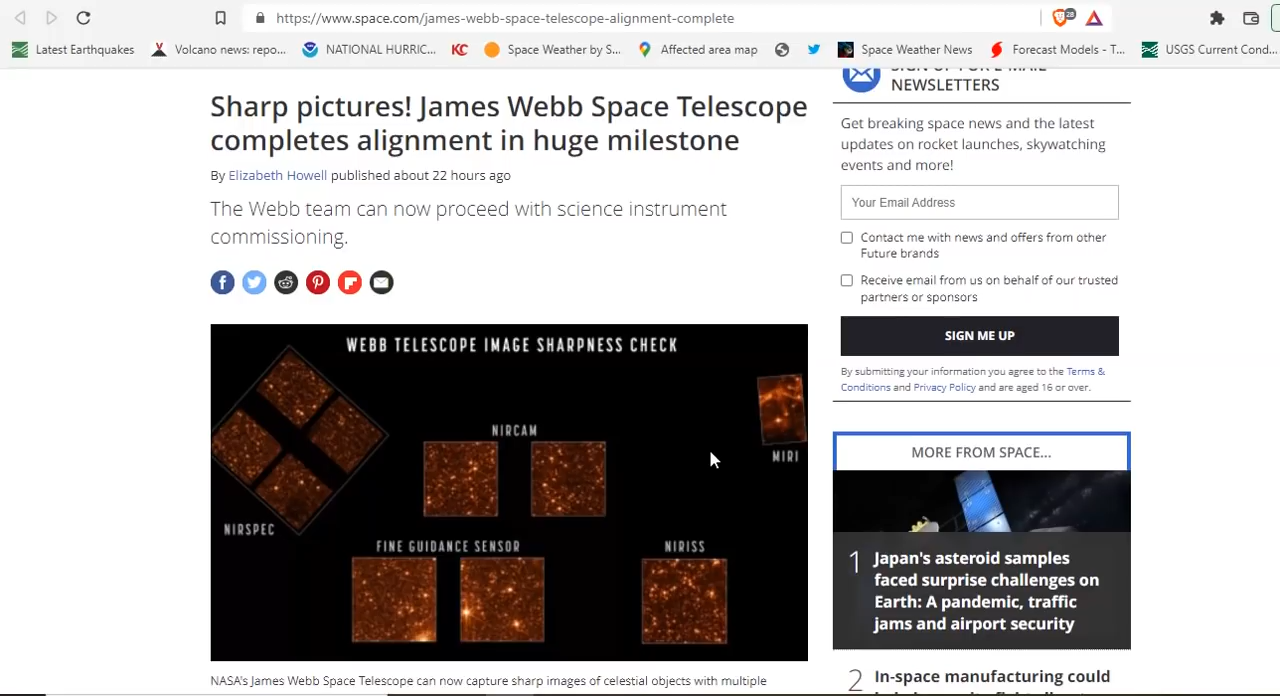 https://www.space.com/james-webb-space-telescope-alignment-complete
28
Latest Earthquakes
Volcano news: repo...
NATIONAL HURRIC...
KC
Space Weather by S...
Affected area map
Space Weather News
Forecast Models - T...
USGS Current Cond...
Sharp pictures! James Webb Space Telescope
completes alignment in huge milestone
By Elizabeth Howell published about 22 hours ago
The Webb team can now proceed with science instrument
commissioning.
WEBB TELESCOPE IMAGE SHARPNESS CHECK
NIRCAM
MIRI
NIRSPEC
FINE GUIDANCE SENSOR
NIRISS
NASA's James Webb Space Telescope can now capture sharp images of celestial objects with multiple
SIGN UP FOR E-MAIL
NEWSLETTERS
Get breaking space news and the latest
updates on rocket launches, skywatching
events and more!
Your Email Address
Contact me with news and offers from other
Future brands
Receive email from us on behalf of our trusted
partners or sponsors
SIGN ME UP
By submitting your information you agree to the Terms &
Conditions and Privacy Policy and are aged 16 or over.
MORE FROM SPACE...
1 Japan's asteroid samples
faced surprise challenges on
Earth: A pandemic, traffic
jams and airport security
2 In-space manufacturing could